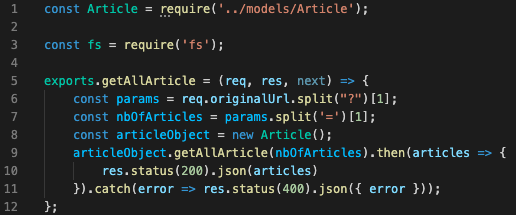 1 const Article = require('../models/Article');
2
3 const fs = require('fs');
4
5 exports.getAllArticle = (req, res, next) => {
6 const params = req.originalUrl.split("?")[1];
7 const nbOfArticles = params.split('=')[1];
8 const articleObject = new Article();
9 articleObject.getAllArticle(nbOfArticles).then(articles => {
10 res.status(200).json(articles)
11 }).catch(error => res.status(400).json({ error }));
12 };